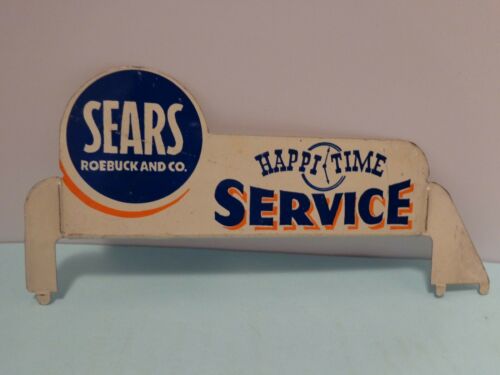 SEARS
ROEBUCK AND CO.
HAPPI TIME
SERVICE